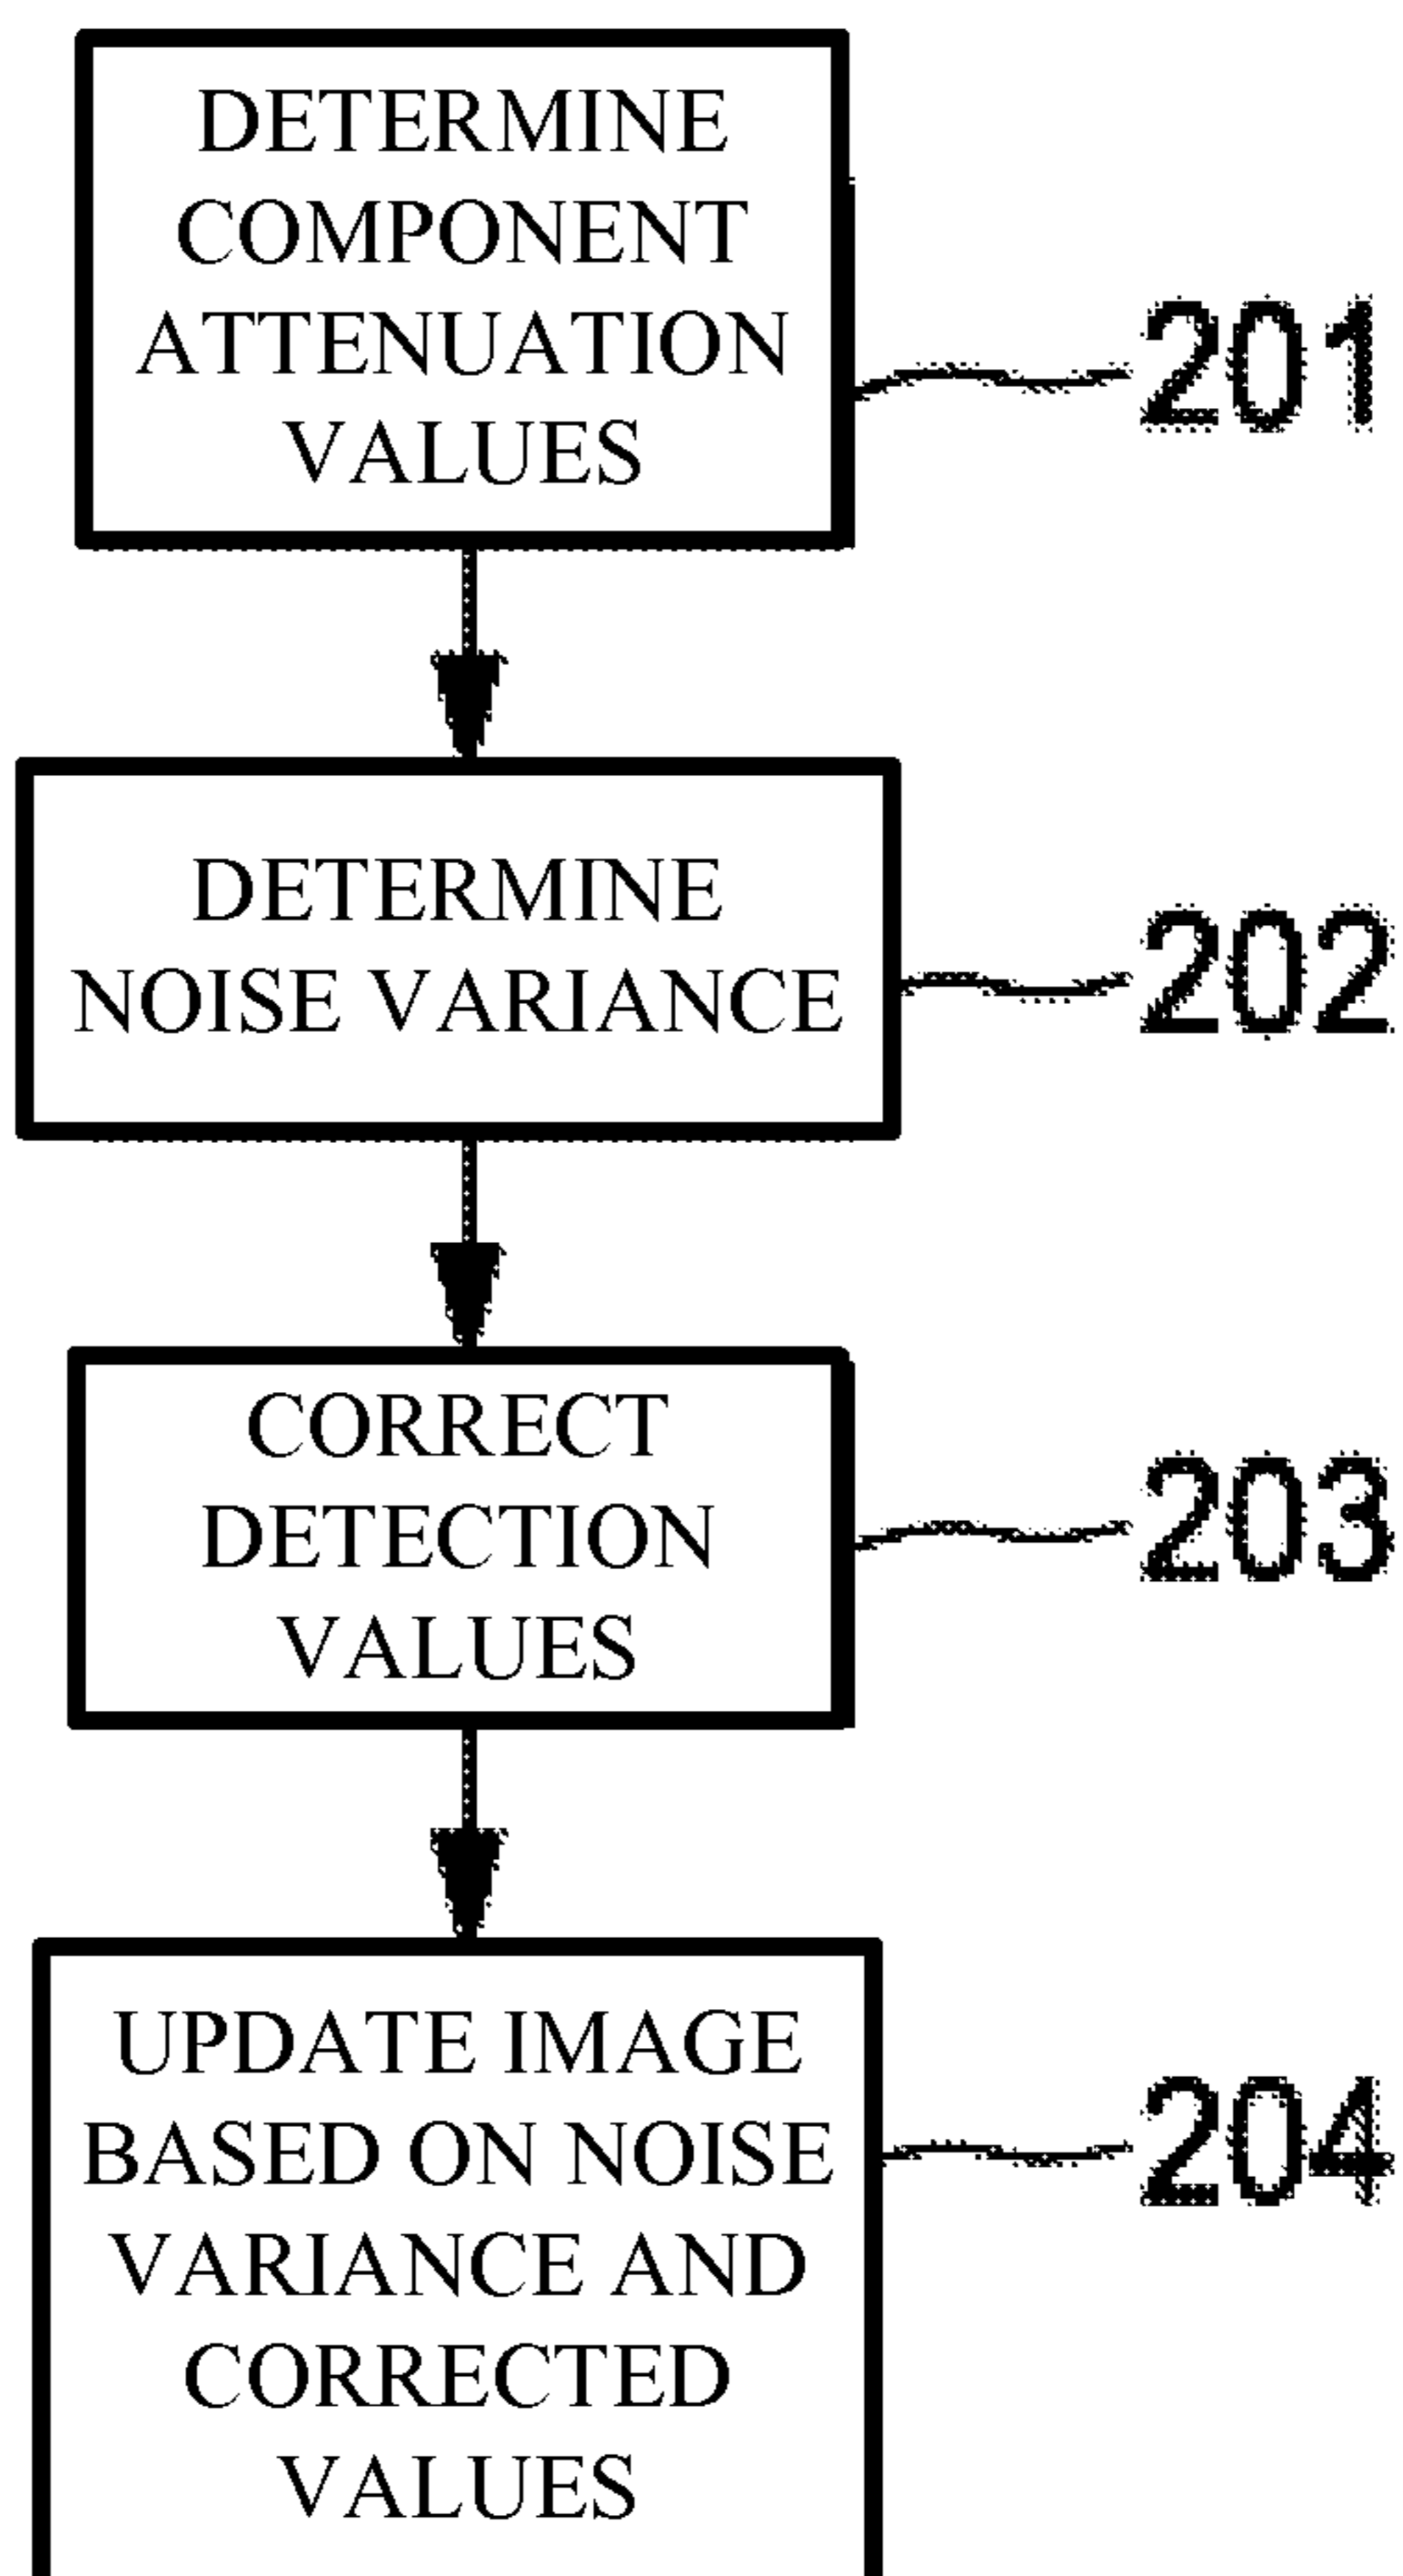 DETERMINE
COMPONENT
ATTENUATION
VALUES
201
DETERMINE
NOISE VARIANCE
202
CORRECT
DETECTION
VALUES
203
UPDATE IMAGE
BASED ON NOISE
VARIANCE AND
CORRECTED
VALUES
204